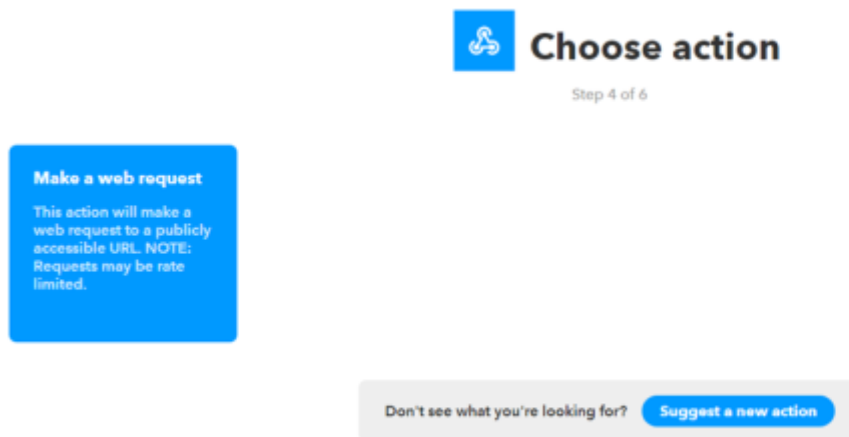 Choose action
Step 4 of 6
Make a web request
This action will make a
web request to a publicly
accessible URL. NOTE:
Requests may be rate
limited.
Don't see what you're looking for?
Suggest a new action